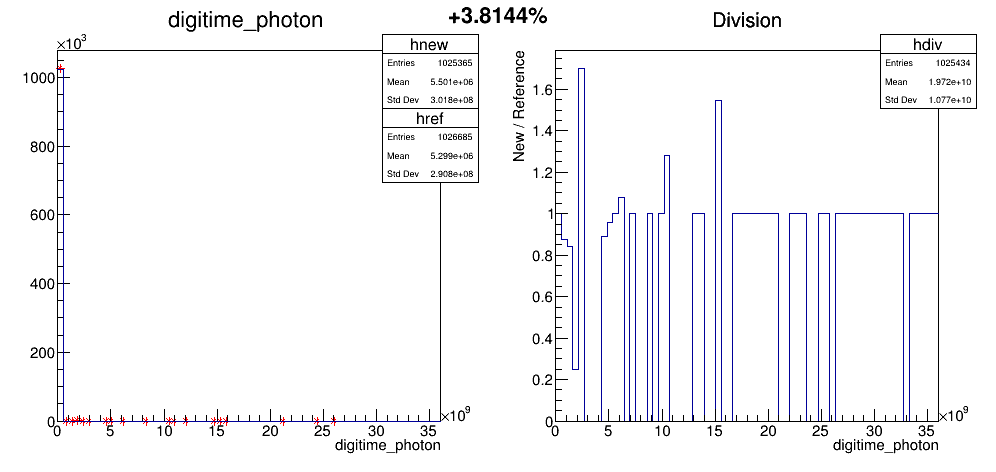 +3.8144%
digitime_photon
×10³
hnew
Entries 1025365
Mean 5.501e+06
Std Dev 3.018e+08
href
Entries 1026685
Mean 5.299e+06
Std Dev 2.908e+08
1000
800
600
400
200
0
0 5 10 15 20 25 30 35
×10⁹
digitime_photon
Division
hdiv
Entries 1025434
Mean 1.972e+10
Std Dev 1.077e+10
New / Reference
1.6
1.4
1.2
1
0.8
0.6
0.4
0.2
0
0 5 10 15 20 25 30 35
×10⁹
digitime_photon